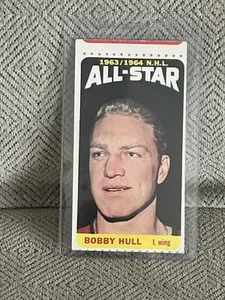 1963/1964 N.H.L.
ALL-STAR
BOBBY HULL l. wing